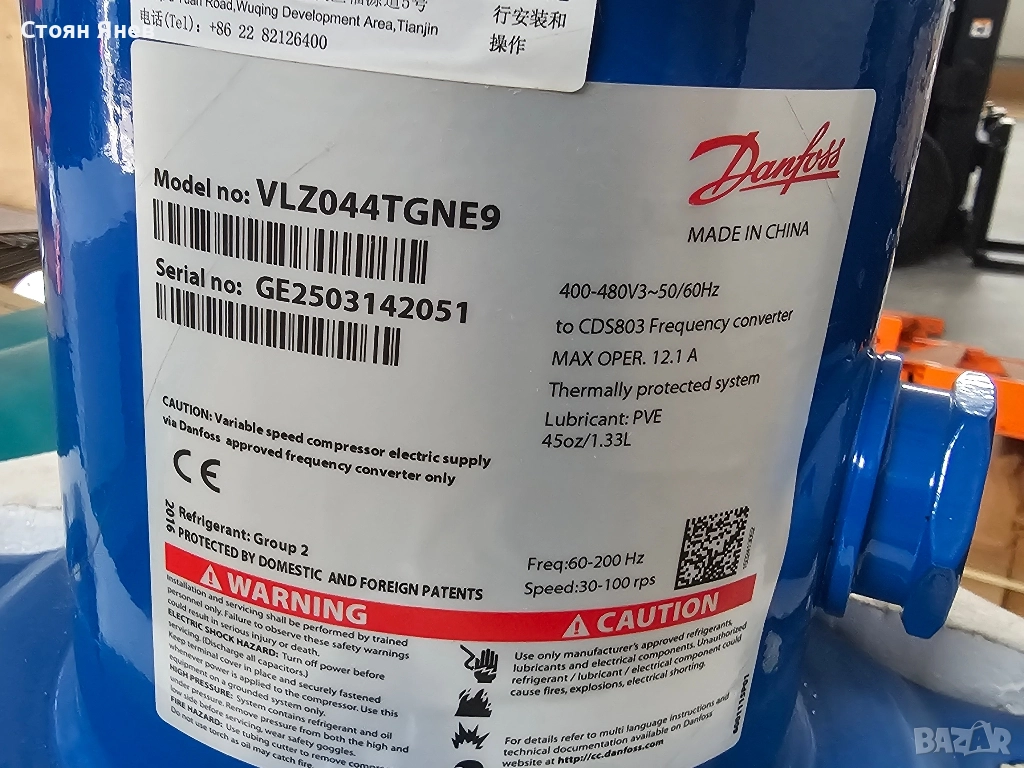 Стоян Янев
Road,Wuqing Development Area,Tianjin
电话(Tel): +86 22 82126400
行安装和
操作
Danfoss
MADE IN CHINA
Model no: VLZ044TGNE9
Serial no: GE2503142051
400-480V3~50/60Hz
to CDS803 Frequency converter
MAX OPER. 12.1 A
Thermally protected system
Lubricant: PVE
45oz/1.33L
CAUTION: Variable speed compressor electric supply
via Danfoss approved frequency converter only
CE
2016
Refrigerant: Group 2
PROTECTED BY DOMESTIC AND FOREIGN PATENTS
Freq:60-200 Hz
Speed:30-100 rps
WARNING
Installation and servicing shall be performed by trained
personnel only. Failure to observe these safety warnings
could result in serious injury or death.
ELECTRIC SHOCK HAZARD: Turn off power before
servicing. (Discharge all capacitors.)
Keep terminal cover in place and securely fastened
whenever power is applied to the compressor. Use this
equipment on a grounded system only.
HIGH PRESSURE: System contains refrigerant and oil
under pressure. Remove pressure from both the high and
low side before servicing, wear safety goggles.
FIRE HAZARD: Use tubing cutter to remove
Do not use torch as oil may catch fire.
CAUTION
Use only manufacturer's approved refrigerants,
lubricants and electrical components. Unauthorized
refrigerant / lubricant / electrical component could
cause fires, explosions, electrical shorting.
For details refer to multi language instructions and
technical documentation available on Danfoss
website at http://cc.danfoss.com
BAZAR